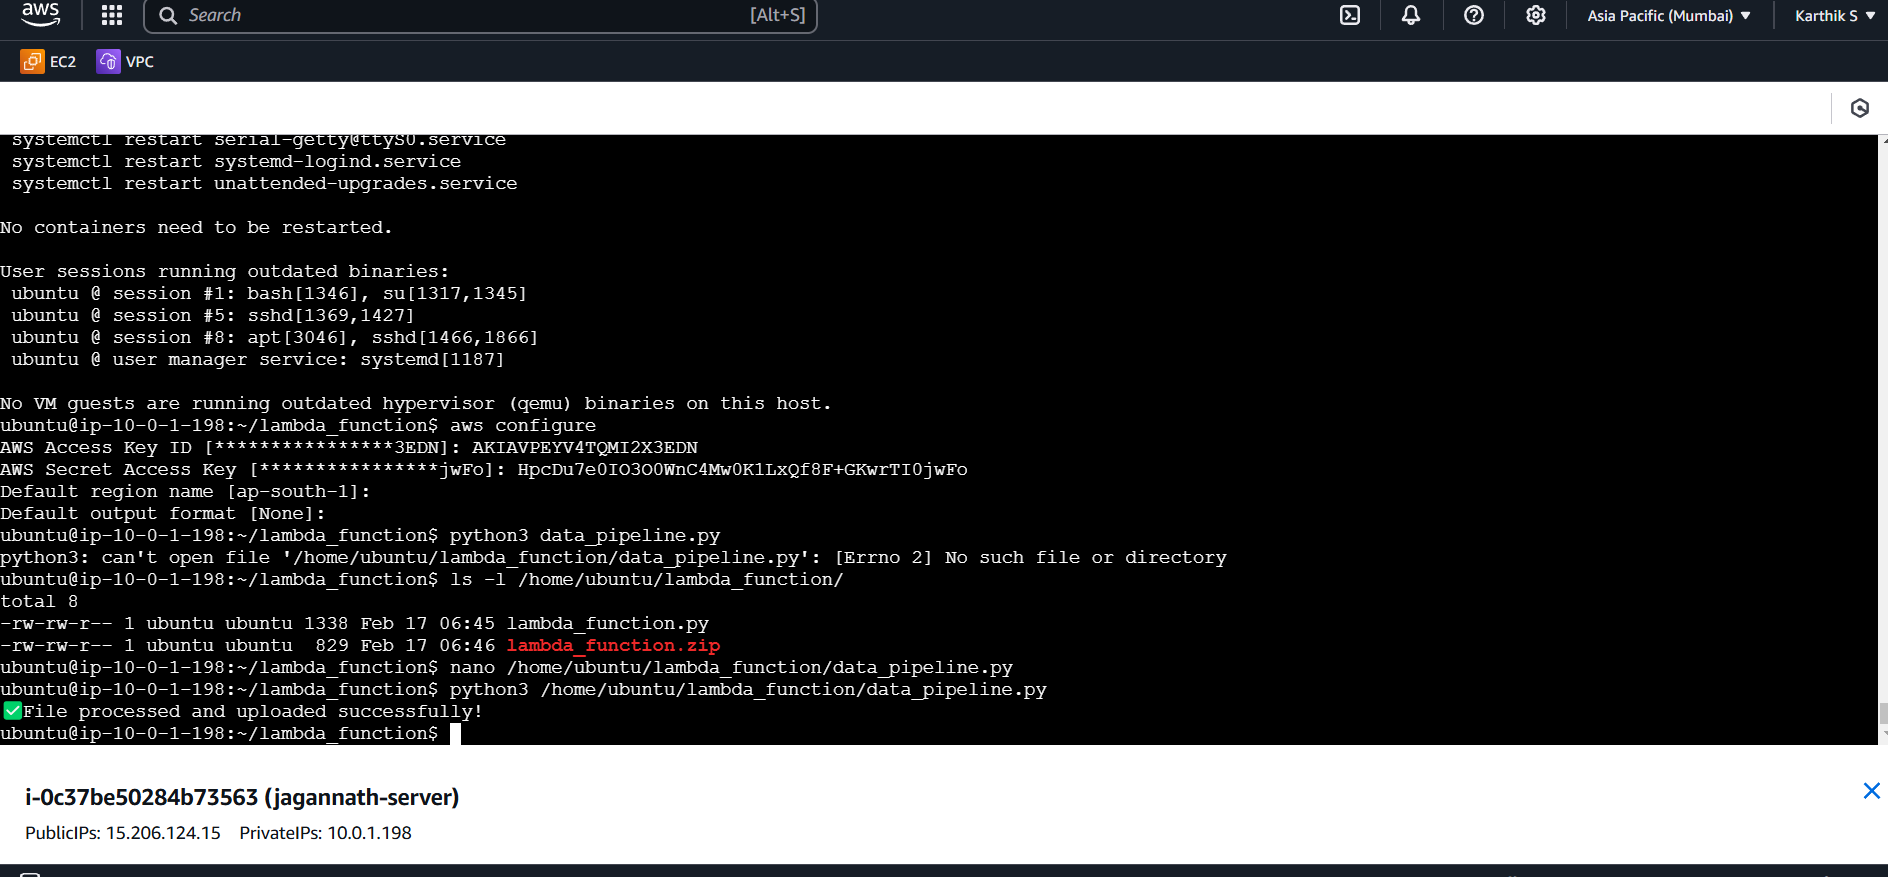 aws
Search [Alt+S]
Asia Pacific (Mumbai)
Karthik S
EC2
VPC
systemctl restart serial-getty@ttyS0.service
systemctl restart systemd-logind.service
systemctl restart unattended-upgrades.service
No containers need to be restarted.
User sessions running outdated binaries:
ubuntu @ session #1: bash[1346], su[1317,1345]
ubuntu @ session #5: sshd[1369,1427]
ubuntu @ session #8: apt[3046], sshd[1466,1866]
ubuntu @ user manager service: systemd[1187]
No VM guests are running outdated hypervisor (qemu) binaries on this host.
ubuntu@ip-10-0-1-198:~/lambda_function$ aws configure
AWS Access Key ID [****************3EDN]: AKIAVPEYV4TQMI2X3EDN
AWS Secret Access Key [****************jwFo]: 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
Default region name [ap-south-1]:
Default output format [None]:
ubuntu@ip-10-0-1-198:~/lambda_function$ python3 data_pipeline.py
python3: can't open file '/home/ubuntu/lambda_function/data_pipeline.py': [Errno 2] No such file or directory
ubuntu@ip-10-0-1-198:~/lambda_function$ ls -l /home/ubuntu/lambda_function/
total 8
-rw-rw-r-- 1 ubuntu ubuntu 1338 Feb 17 06:45 lambda_function.py
-rw-rw-r-- 1 ubuntu ubuntu  829 Feb 17 06:46 lambda_function.zip
ubuntu@ip-10-0-1-198:~/lambda_function$ nano /home/ubuntu/lambda_function/data_pipeline.py
ubuntu@ip-10-0-1-198:~/lambda_function$ python3 /home/ubuntu/lambda_function/data_pipeline.py
✅File processed and uploaded successfully!
ubuntu@ip-10-0-1-198:~/lambda_function$
i-0c37be50284b73563 (jagannath-server)
PublicIPs: 15.206.124.15 PrivateIPs: 10.0.1.198